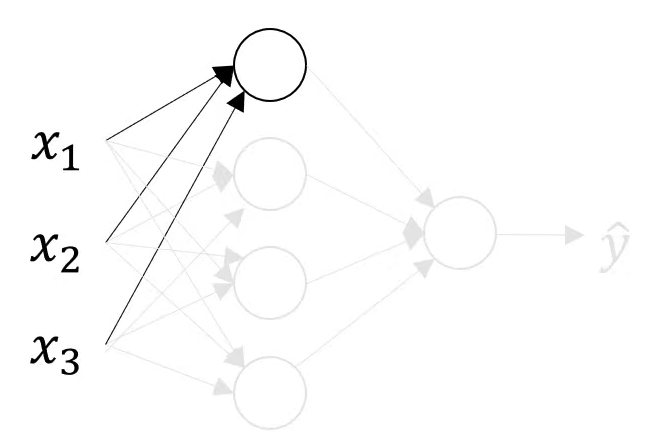 x₁
x₂
x₃
ŷ